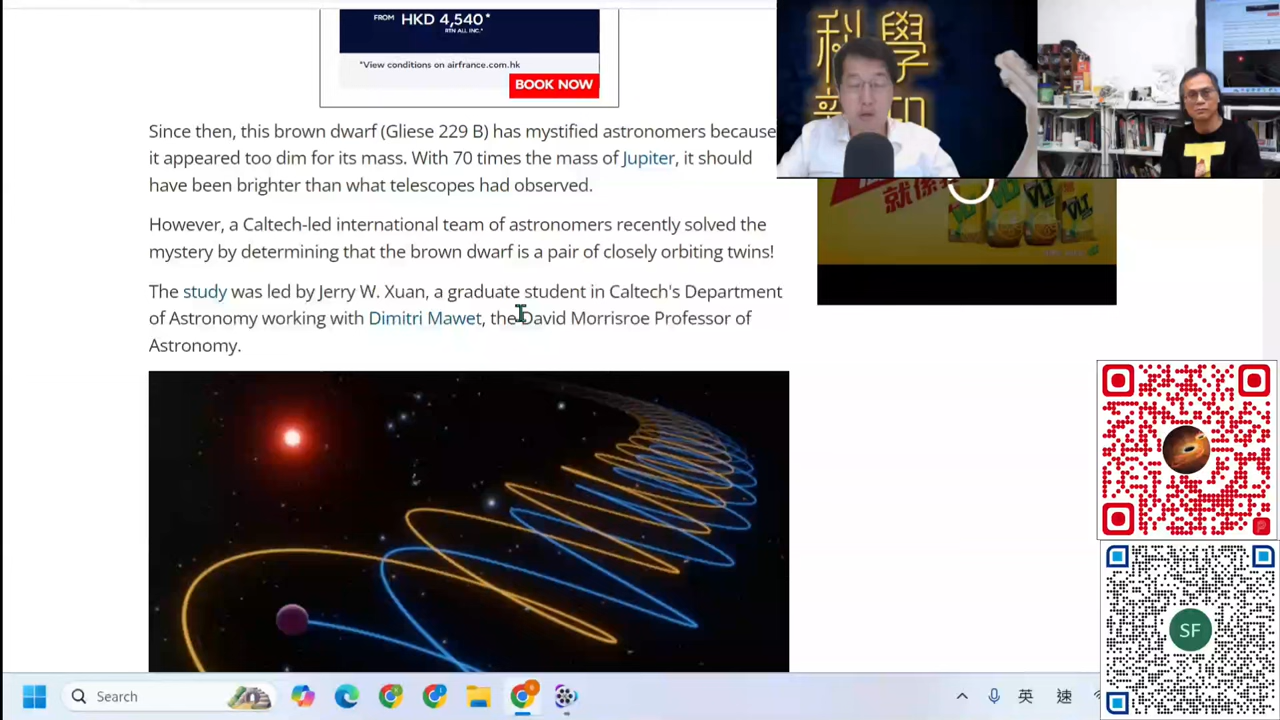 FROM HKD 4,540*
RTN ALL INC.*
*View conditions on airfrance.com.hk
BOOK NOW
科學
Since then, this brown dwarf (Gliese 229 B) has mystified astronomers because
it appeared too dim for its mass. With 70 times the mass of Jupiter, it should
have been brighter than what telescopes had observed.
However, a Caltech-led international team of astronomers recently solved the
mystery by determining that the brown dwarf is a pair of closely orbiting twins!
The study was led by Jerry W. Xuan, a graduate student in Caltech's Department
of Astronomy working with Dimitri Mawet, the David Morrisroe Professor of
Astronomy.
就係
VLT
SF
Search
英
速